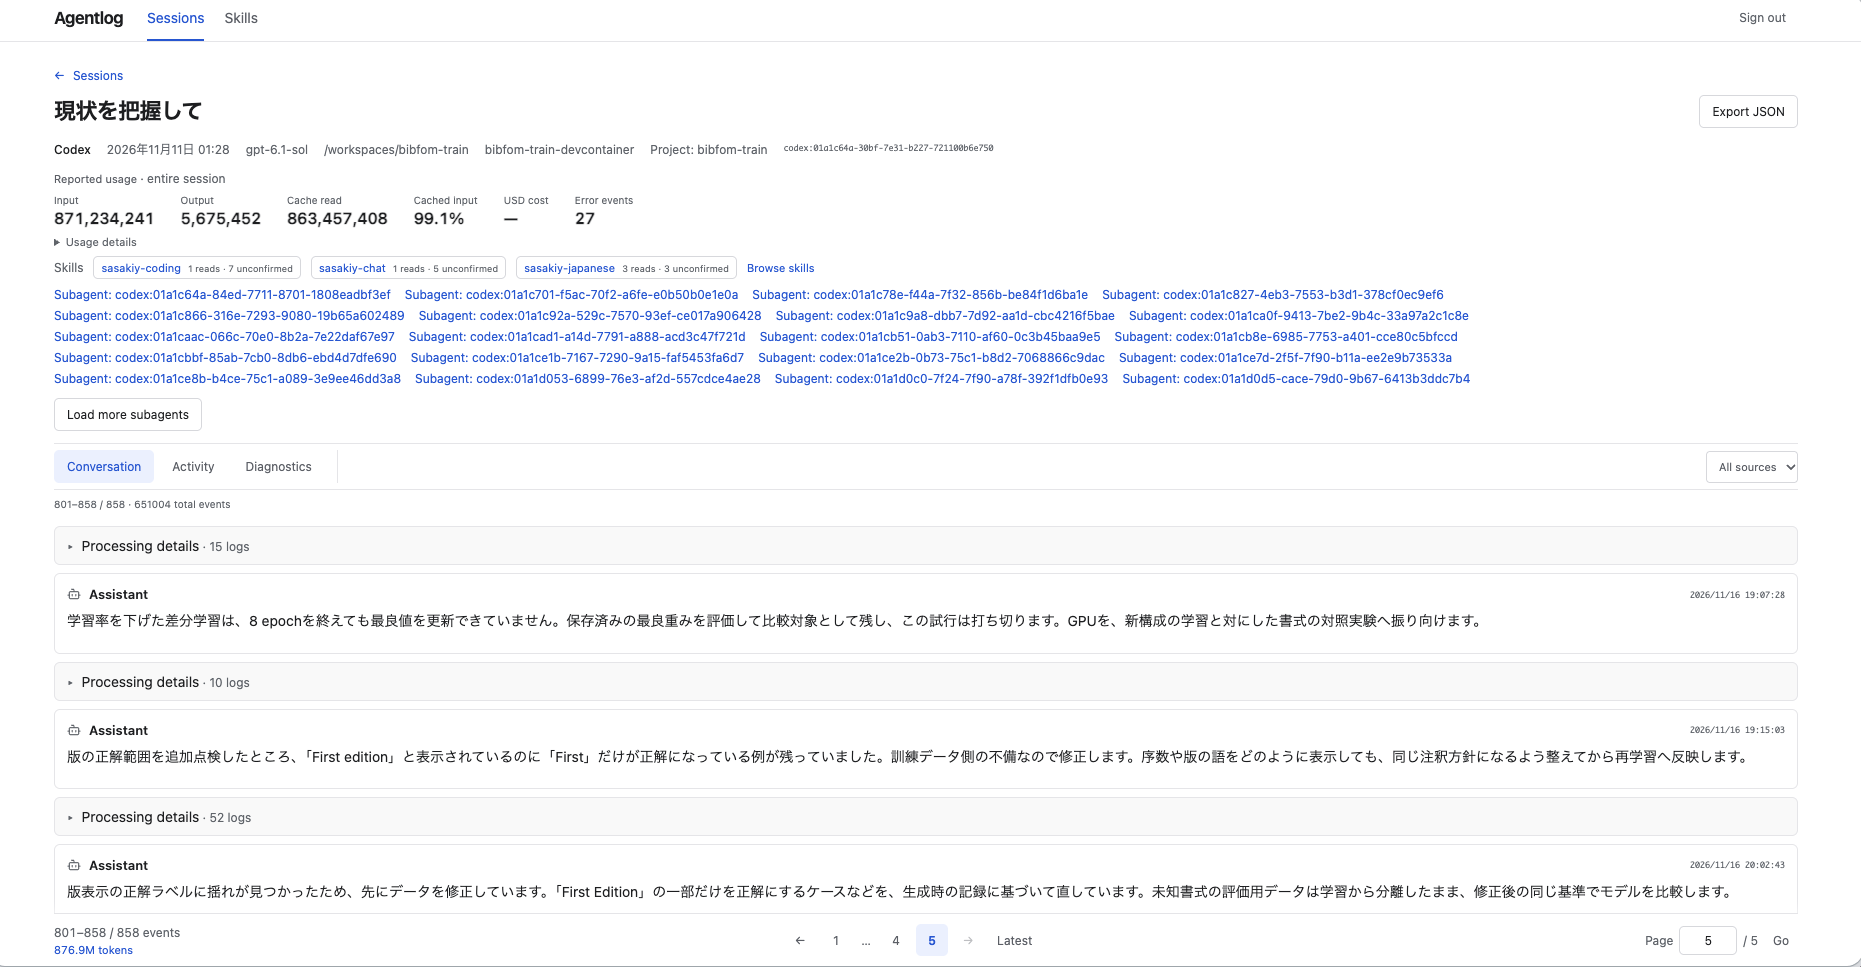 Agentlog Sessions Skills Sign out
← Sessions
現状を把握して
Export JSON
Codex 2026年11月11日 01:28 gpt-6.1-sol /workspaces/bibfom-train bibfom-train-devcontainer Project: bibfom-train codex:01a1c64a-30bf-7e31-b227-721100b6e750
Reported usage · entire session
Input Output Cache read Cached input USD cost Error events
871,234,241 5,675,452 863,457,408 99.1% — 27
▶ Usage details
Skills sasakiy-coding 1 reads · 7 unconfirmed sasakiy-chat 1 reads · 5 unconfirmed sasakiy-japanese 3 reads · 3 unconfirmed Browse skills
Subagent: codex:01a1c64a-84ed-7711-8701-1808eadbf3ef Subagent: codex:01a1c701-f5ac-70f2-a6fe-e0b50b0e1e0a Subagent: codex:01a1c78e-f44a-7f32-856b-be84f1d6ba1e Subagent: codex:01a1c827-4eb3-7553-b3d1-378cf0ec9ef6
Subagent: codex:01a1c866-316e-7293-9080-19b65a602489 Subagent: codex:01a1c92a-529c-7570-93ef-ce017a906428 Subagent: codex:01a1c9a8-dbb7-7d92-aa1d-cbc4216f5bae Subagent: codex:01a1ca0f-9413-7be2-9b4c-33a97a2c1c8e
Subagent: codex:01a1caac-066c-70e0-8b2a-7e22daf67e97 Subagent: codex:01a1cad1-a14d-7791-a888-acd3c47f721d Subagent: codex:01a1cb51-0ab3-7110-af60-0c3b45baa9e5 Subagent: codex:01a1cb8e-6985-7753-a401-cce80c5bfccd
Subagent: codex:01a1cbbf-85ab-7cb0-8db6-ebd4d7dfe690 Subagent: codex:01a1ce1b-7167-7290-9a15-faf5453fa6d7 Subagent: codex:01a1ce2b-0b73-75c1-b8d2-7068866c9dac Subagent: codex:01a1ce7d-2f5f-7f90-b11a-ee2e9b73533a
Subagent: codex:01a1ce8b-b4ce-75c1-a089-3e9ee46dd3a8 Subagent: codex:01a1d053-6899-76e3-af2d-557cdce4ae28 Subagent: codex:01a1d0c0-7f24-7f90-a78f-392f1dfb0e93 Subagent: codex:01a1d0d5-cace-79d0-9b67-6413b3ddc7b4
Load more subagents
Conversation Activity Diagnostics All sources
801–858 / 858 · 651004 total events
▸ Processing details · 15 logs
Assistant 2026/11/16 19:07:28
学習率を下げた差分学習は、8 epochを終えても最良値を更新できていません。保存済みの最良重みを評価して比較対象として残し、この試行は打ち切ります。GPUを、新構成の学習と対にした書式の対照実験へ振り向けます。
▸ Processing details · 10 logs
Assistant 2026/11/16 19:15:03
版の正解範囲を追加点検したところ、「First edition」と表示されているのに「First」だけが正解になっている例が残っていました。訓練データ側の不備なので修正します。序数や版の語をどのように表示しても、同じ注釈方針になるよう整えてから再学習へ反映します。
▸ Processing details · 52 logs
Assistant 2026/11/16 20:02:43
版表示の正解ラベルに揺れが見つかったため、先にデータを修正しています。「First Edition」の一部だけを正解にするケースなどを、生成時の記録に基づいて直しています。未知書式の評価用データは学習から分離したまま、修正後の同じ基準でモデルを比較します。
801–858 / 858 events
876.9M tokens
← 1 … 4 5 → Latest
Page 5 / 5 Go